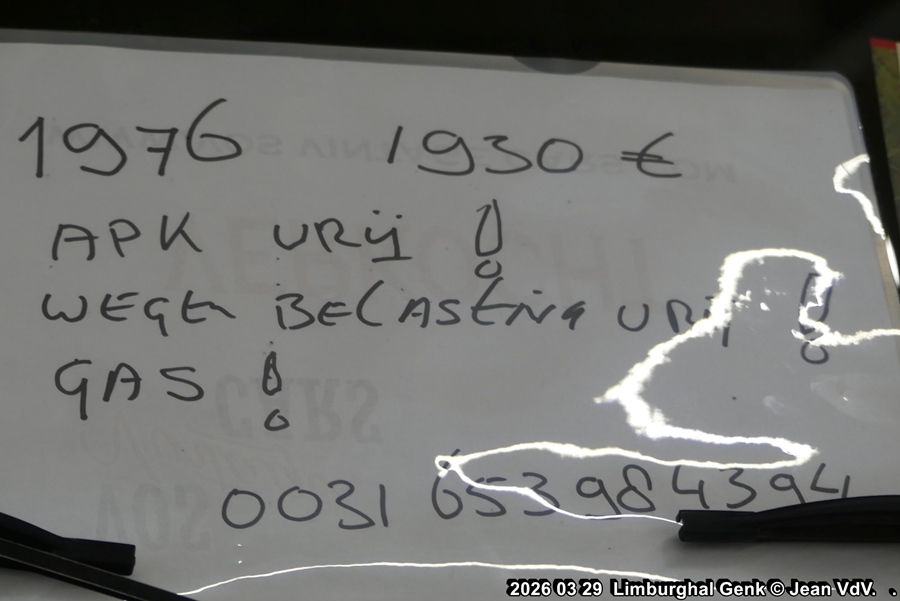 1976 1930 €
APK VRIJ !
WEGEN BELASTING VRIJ !
GAS !
0031 653984394
2026 03 29 Limburghal Genk © Jean VdV.